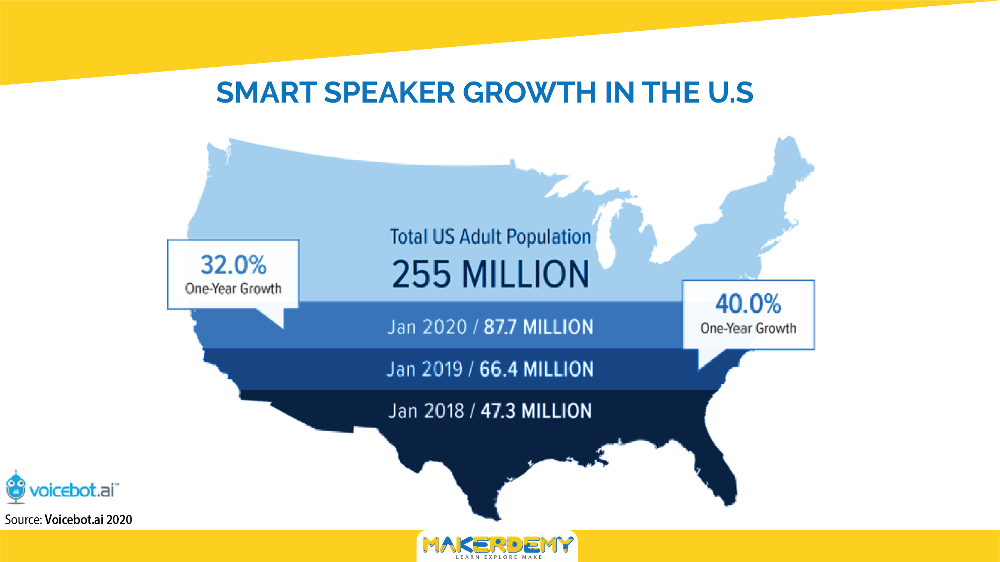 SMART SPEAKER GROWTH IN THE U.S
Total US Adult Population
255 MILLION
32.0%
One-Year Growth
40.0%
One-Year Growth
Jan 2020 / 87.7 MILLION
Jan 2019 / 66.4 MILLION
Jan 2018 / 47.3 MILLION
voicebot.ai™
Source: Voicebot.ai 2020
MAKERDEMY
LEARN EXPLORE MAKE